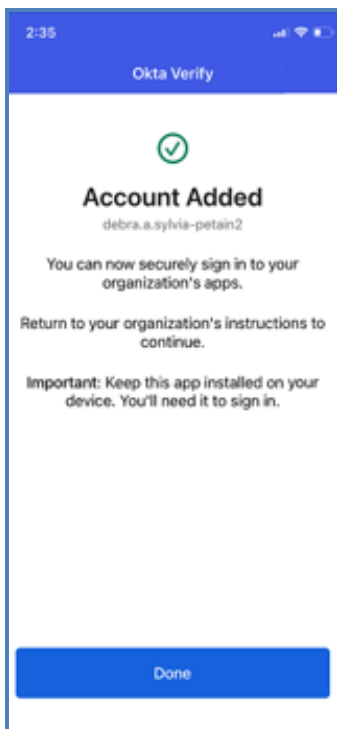 2:35
Okta Verify
Account Added
debra.a.sylvia-petain2
You can now securely sign in to your
organization's apps.
Return to your organization's instructions to
continue.
Important: Keep this app installed on your
device. You'll need it to sign in.
Done